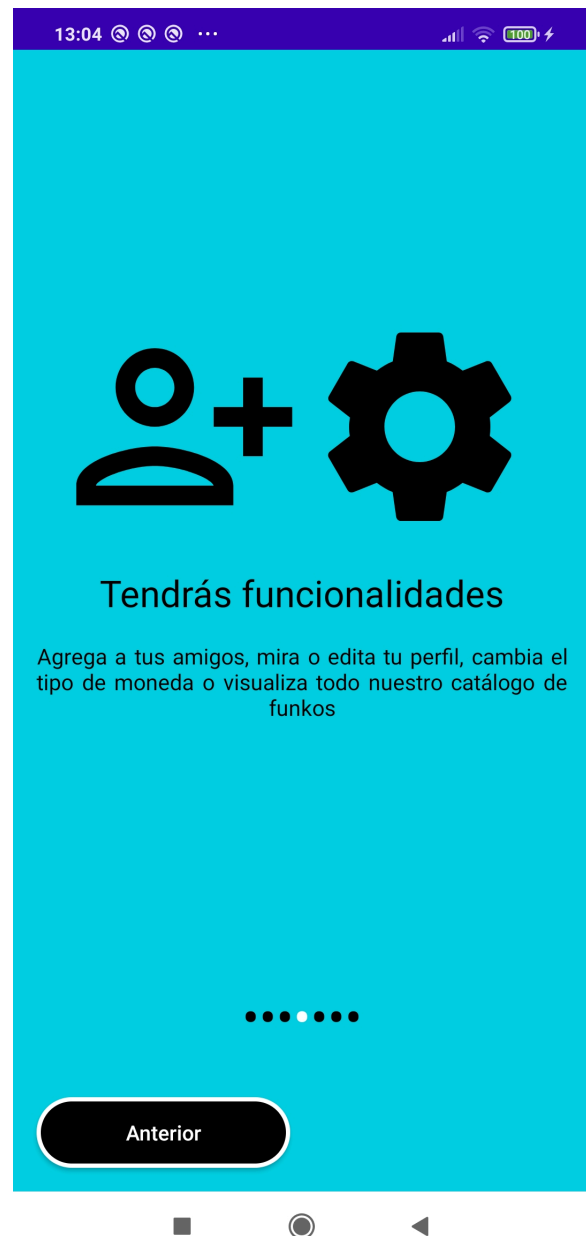 13:04
100
Tendrás funcionalidades
Agrega a tus amigos, mira o edita tu perfil, cambia el
tipo de moneda o visualiza todo nuestro catálogo de
funkos
Anterior